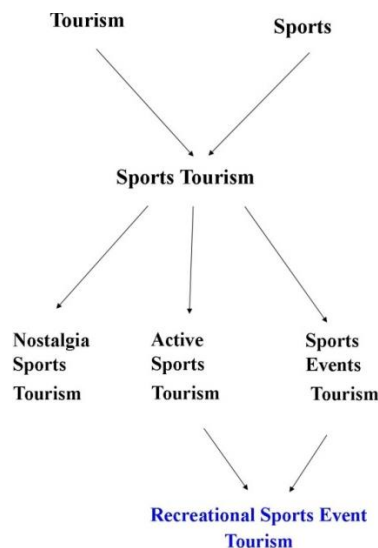 Tourism Sports
Sports Tourism
Nostalgia
Sports
Tourism
Active
Sports
Tourism
Sports
Events
Tourism
Recreational Sports Event
Tourism